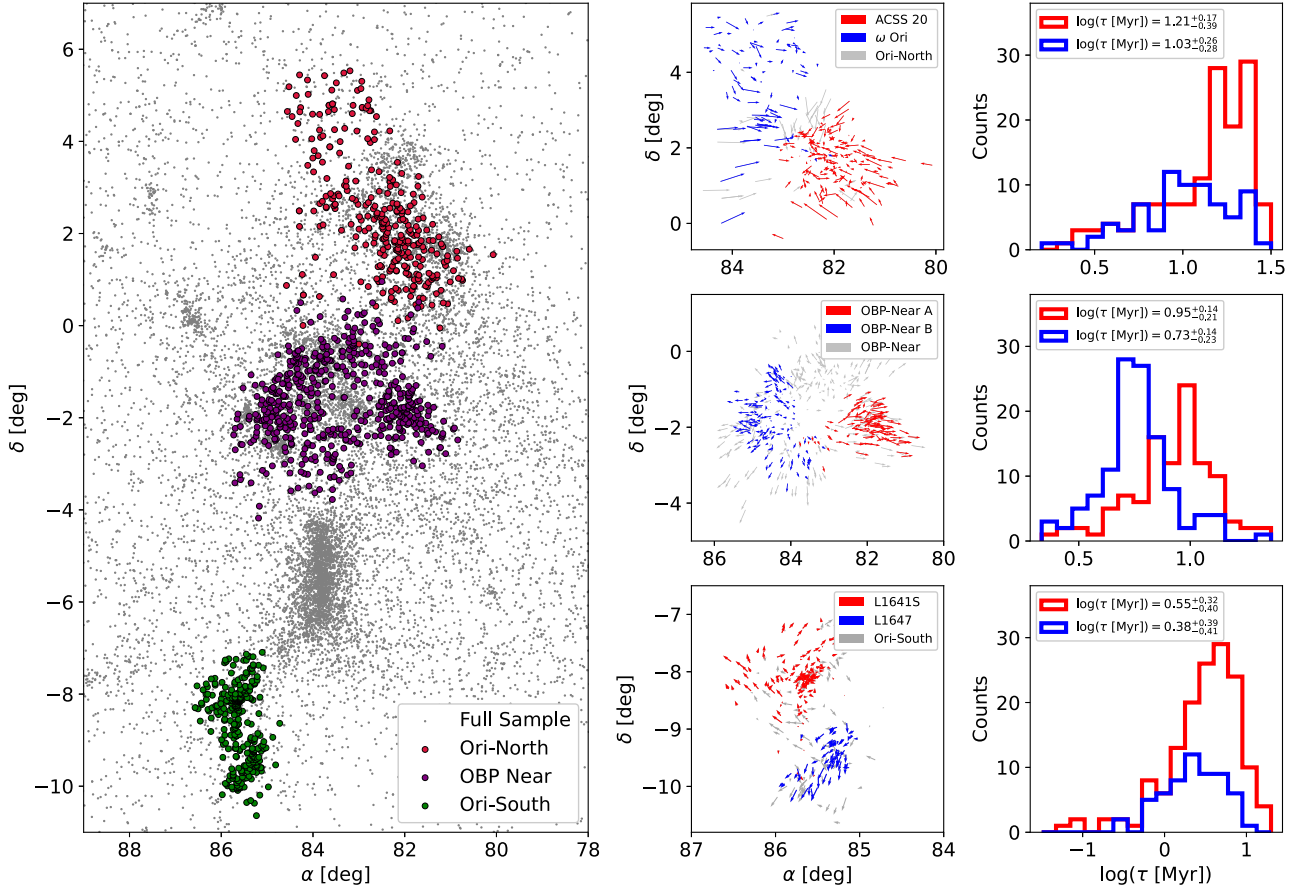 6
4
2
0
−2
−4
−6
−8
−10
δ [deg]
88
86
84
82
80
78
α [deg]
Full Sample
Ori-North
OBP Near
Ori-South
ACSS 20
ω Ori
Ori-North
4
2
0
δ [deg]
84
82
80
log(τ [Myr]) = 1.21+0.17−0.39
log(τ [Myr]) = 1.03+0.26−0.28
30
20
10
0
Counts
0.5
1.0
1.5
OBP-Near A
OBP-Near B
OBP-Near
0
−2
−4
δ [deg]
86
84
82
80
log(τ [Myr]) = 0.95+0.14−0.21
log(τ [Myr]) = 0.73+0.14−0.23
30
20
10
0
Counts
0.5
1.0
L1641S
L1647
Ori-South
−7
−8
−9
−10
δ [deg]
87
86
85
84
α [deg]
log(τ [Myr]) = 0.55+0.32−0.40
log(τ [Myr]) = 0.38+0.39−0.41
30
20
10
0
Counts
−1
0
1
log(τ [Myr])